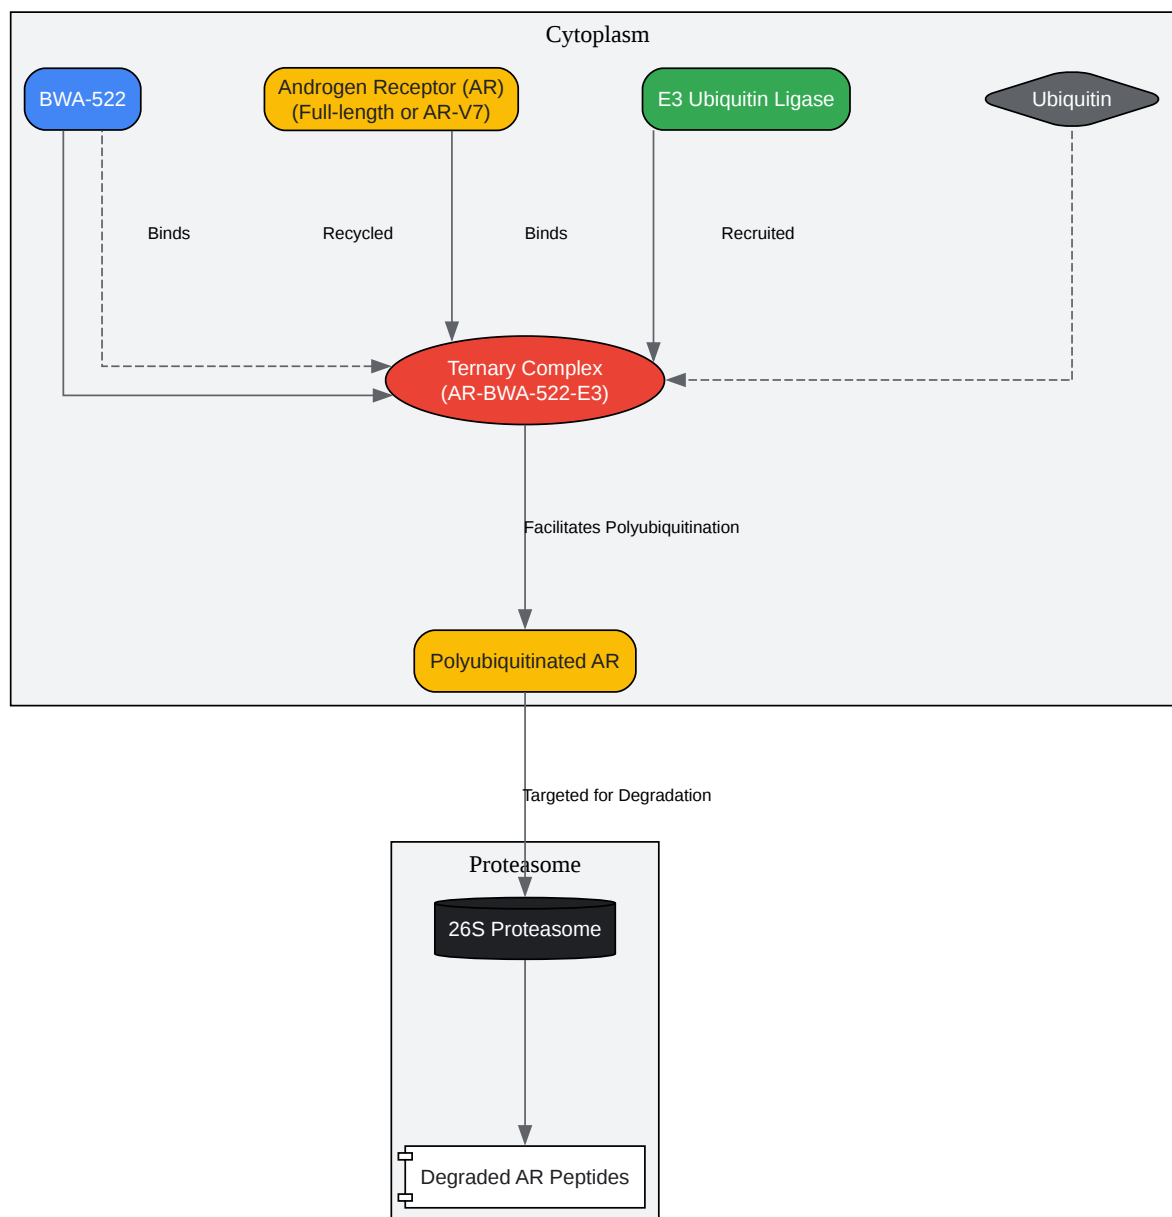 Cytoplasm
BWA-522
Androgen Receptor (AR)
(Full-length or AR-V7)
E3 Ubiquitin Ligase
Ubiquitin
Binds
Recycled
Binds
Recruited
Ternary Complex
(AR-BWA-522-E3)
Facilitates Polyubiquitination
Polyubiquitinated AR
Targeted for Degradation
Proteasome
26S Proteasome
Degraded AR Peptides